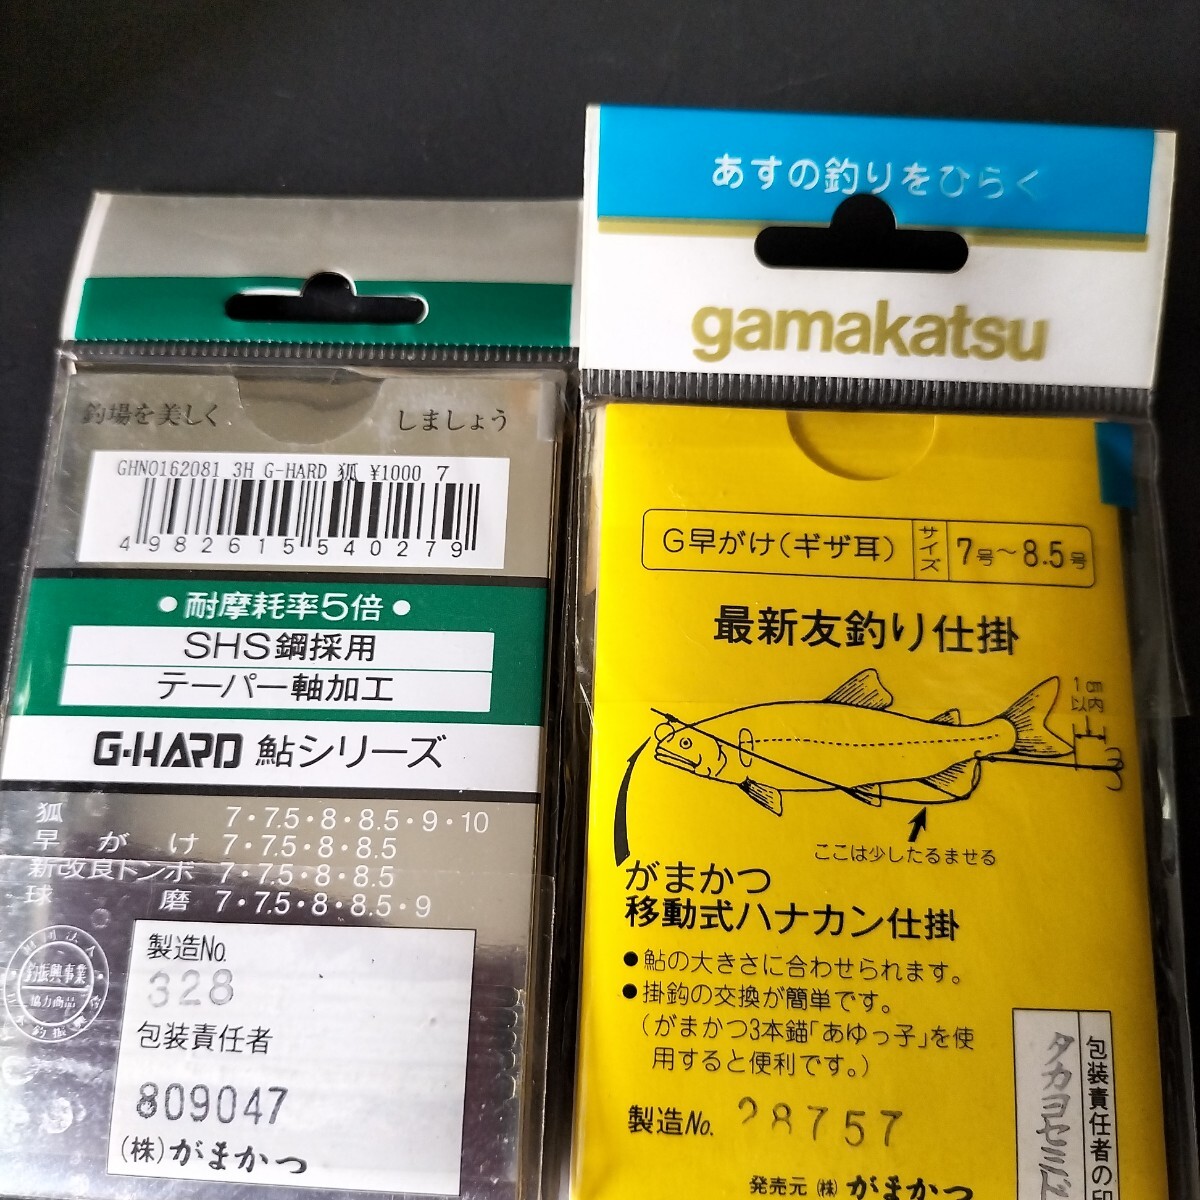 釣場を美しく しましょう
GHNO162081 3H G-HARD 狐 ¥1000 7
4982615540279
•耐摩耗率5倍•
SHS鋼採用
テーパー軸加工
G-HARD 鮎シリーズ
狐 7・7.5・8・8.5・9・10
早がけ 7・7.5・8・8.5
新改良トンボ 7・7.5・8・8.5
球磨 7・7.5・8・8.5・9
釣振興事業
協力商品
製造No.
328
包装責任者
809047
(株)がまかつ
あすの釣りをひらく
gamakatsu
G早がけ(ギザ耳) サイズ 7号〜8.5号
最新友釣り仕掛
1cm以内
ここは少したるませる
がまかつ
移動式ハナカン仕掛
●鮎の大きさに合わせられます。
●掛鈎の交換が簡単です。
(がまかつ3本錨「あゆっ子」を使
用すると便利です。)
製造No. 28757
発売元 (株) がまかつ
包装責任者の印
タカヨセミド